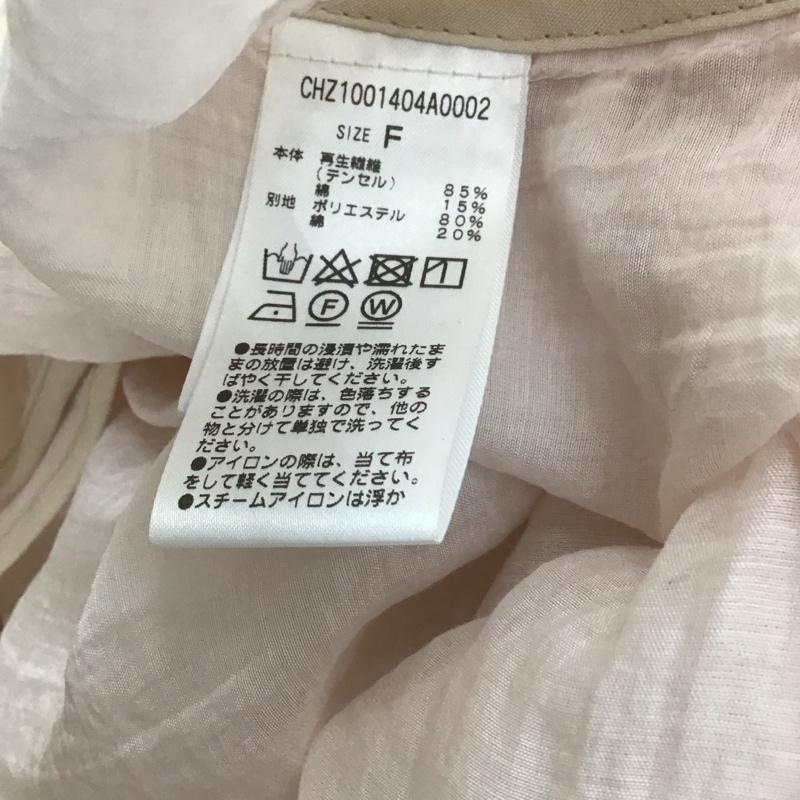 CHZ1001404A0002
SIZE F
本体 再生繊維
(テンセル) 85%
綿 15%
別地 ポリエステル 80%
綿 20%
F W
●長時間の浸漬や濡れたま
まの放置は避け、洗濯後す
ばやく干してください。
●洗濯の際は、色落ちする
ことがありますので、他の
物と分けて単独で洗ってく
ださい。
●アイロンの際は、当て布
をして軽く当ててください。
●スチームアイロンは浮か